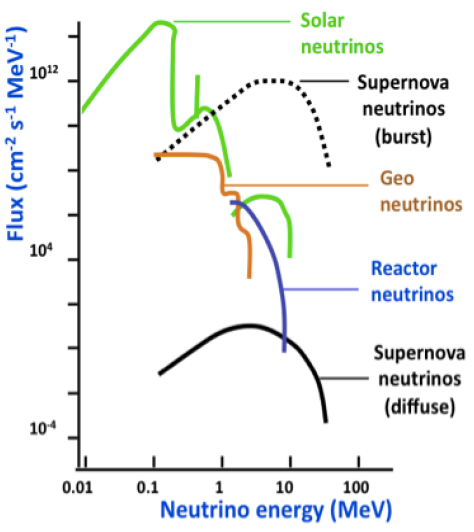 Solar
neutrinos
10¹²
Supernova
neutrinos
(burst)
Flux (cm⁻² s⁻¹ MeV⁻¹)
Geo
neutrinos
10⁴
Reactor
neutrinos
Supernova
neutrinos
(diffuse)
10⁻⁴
0.01 0.1 1 10 100
Neutrino energy (MeV)